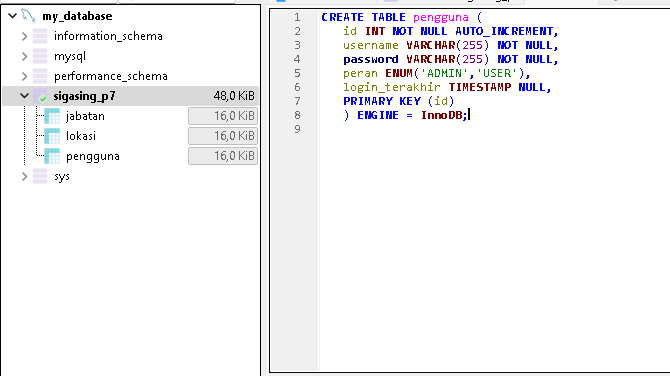 my_database
information_schema
mysql
performance_schema
sigasing_p7 48,0 KiB
jabatan 16,0 KiB
lokasi 16,0 KiB
pengguna 16,0 KiB
sys
1 CREATE TABLE pengguna (
2 id INT NOT NULL AUTO_INCREMENT,
3 username VARCHAR(255) NOT NULL,
4 password VARCHAR(255) NOT NULL,
5 peran ENUM('ADMIN','USER'),
6 login_terakhir TIMESTAMP NULL,
7 PRIMARY KEY (id)
8 ) ENGINE = InnoDB;
9